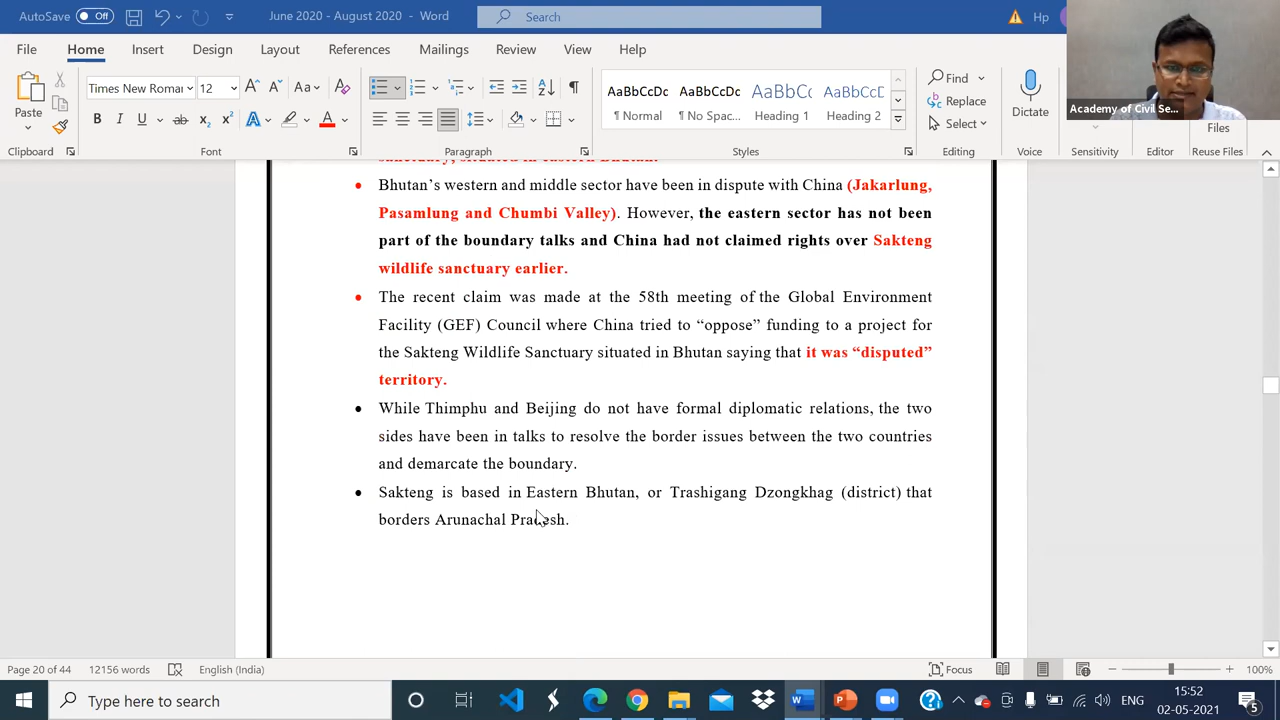 AutoSave Off June 2020 - August 2020 - Word Search Hp
File Home Insert Design Layout References Mailings Review View Help
Times New Roma 12 Aa A
AaBbCcDc AaBbCcDc AaBbCc AaBbCcD
Find
Replace
Select
Paste
¶ Normal ¶ No Spac... Heading 1 Heading 2
Dictate
Academy of Civil Se...
Files
Clipboard Font Paragraph Styles Editing Voice Sensitivity Editor Reuse Files
sanctuary, situated in eastern Bhutan.
• Bhutan's western and middle sector have been in dispute with China (Jakarlung,
Pasamlung and Chumbi Valley). However, the eastern sector has not been
part of the boundary talks and China had not claimed rights over Sakteng
wildlife sanctuary earlier.
• The recent claim was made at the 58th meeting of the Global Environment
Facility (GEF) Council where China tried to “oppose” funding to a project for
the Sakteng Wildlife Sanctuary situated in Bhutan saying that it was “disputed”
territory.
• While Thimphu and Beijing do not have formal diplomatic relations, the two
sides have been in talks to resolve the border issues between the two countries
and demarcate the boundary.
• Sakteng is based in Eastern Bhutan, or Trashigang Dzongkhag (district) that
borders Arunachal Pradesh.
Page 20 of 44 12156 words English (India) Focus 100%
Type here to search ENG 15:52
02-05-2021 5